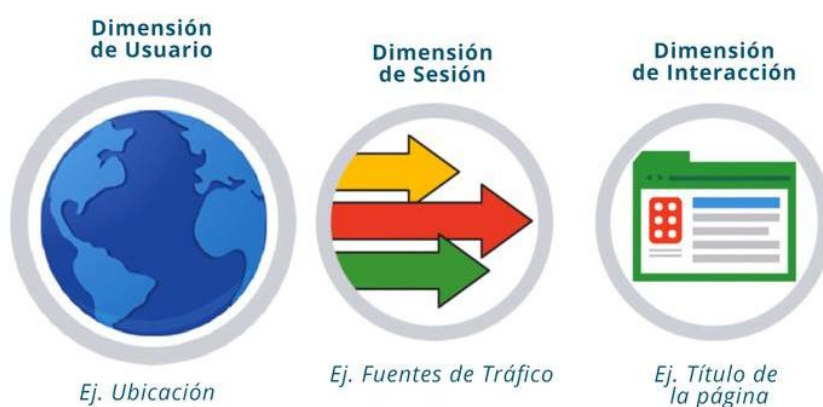 Dimensión
de Usuario
Dimensión
de Sesión
Dimensión
de Interacción
Ej. Ubicación
Ej. Fuentes de Tráfico
Ej. Título de
la página